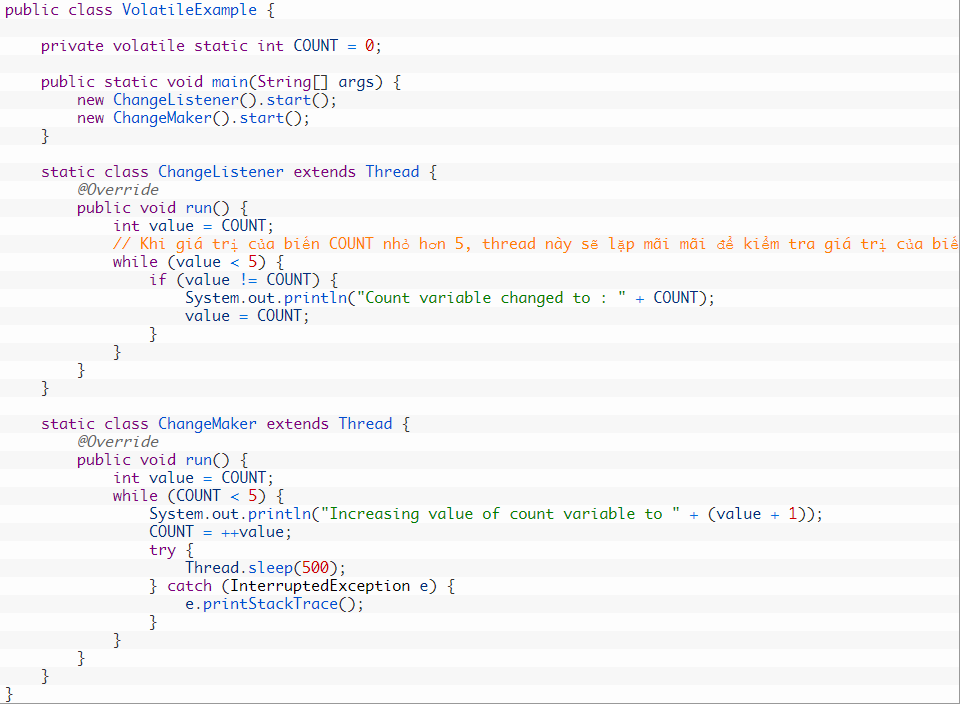 public class VolatileExample {
    private volatile static int COUNT = 0;
    public static void main(String[] args) {
        new ChangeListener().start();
        new ChangeMaker().start();
    }
    static class ChangeListener extends Thread {
        @Override
        public void run() {
            int value = COUNT;
            // Khi giá trị của biến COUNT nhỏ hơn 5, thread này sẽ lặp mãi mãi để kiểm tra giá trị của
            while (value < 5) {
                if (value != COUNT) {
                    System.out.println("Count variable changed to : " + COUNT);
                    value = COUNT;
                }
            }
        }
    }
    static class ChangeMaker extends Thread {
        @Override
        public void run() {
            int value = COUNT;
            while (COUNT < 5) {
                System.out.println("Increasing value of count variable to " + (value + 1));
                COUNT = ++value;
                try {
                    Thread.sleep(500);
                } catch (InterruptedException e) {
                    e.printStackTrace();
                }
            }
        }
    }
}